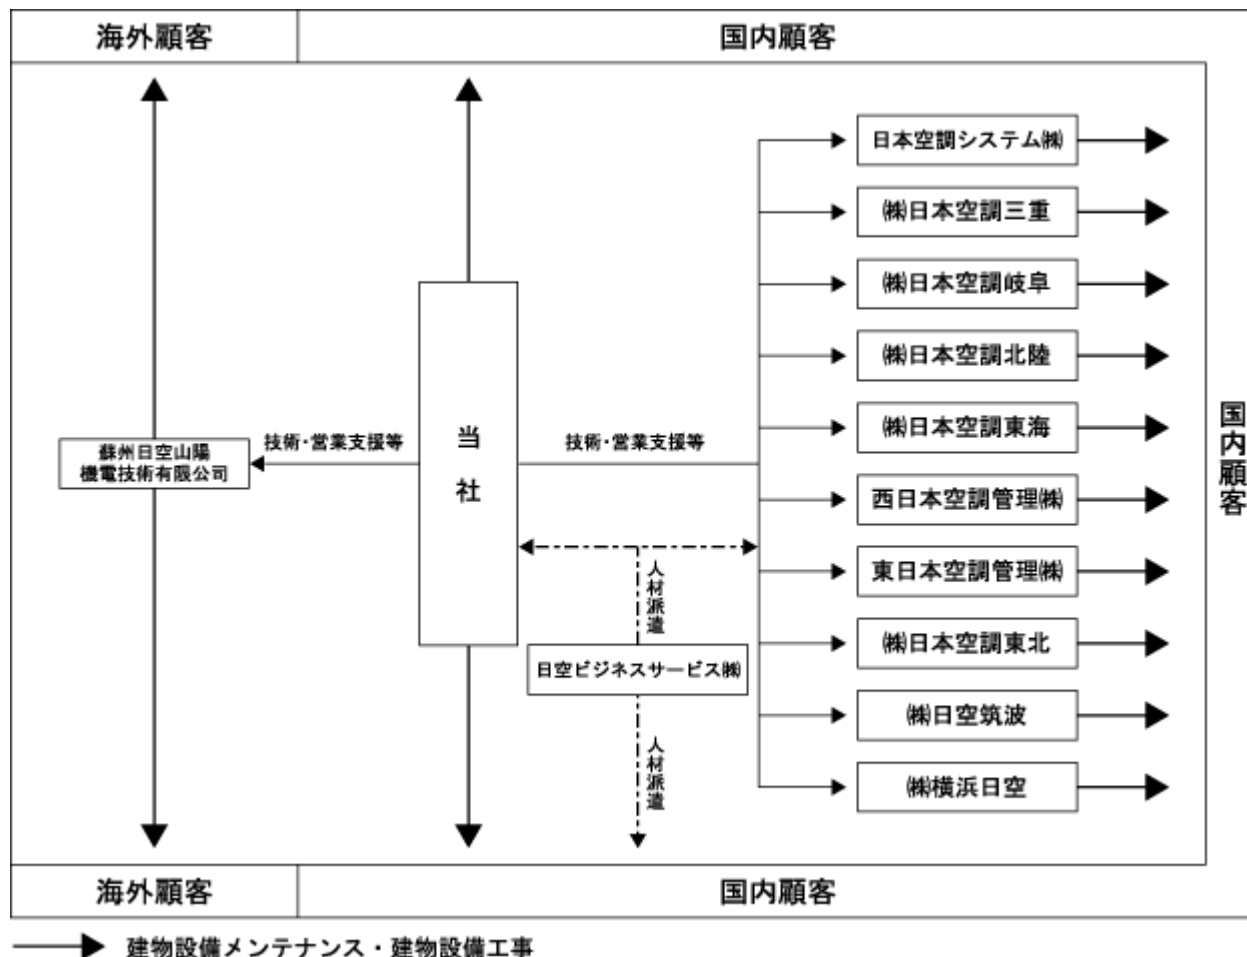 海外顧客
国内顧客
日本空調システム㈱
㈱日本空調三重
㈱日本空調岐阜
㈱日本空調北陸
㈱日本空調東海
西日本空調管理㈱
東日本空調管理㈱
㈱日本空調東北
㈱日空筑波
㈱横浜日空
国内顧客
蘇州日空山陽
機電技術有限公司
技術・営業支援等
当社
技術・営業支援等
人材派遣
日空ビジネスサービス㈱
人材派遣
海外顧客
国内顧客
建物設備メンテナンス・建物設備工事